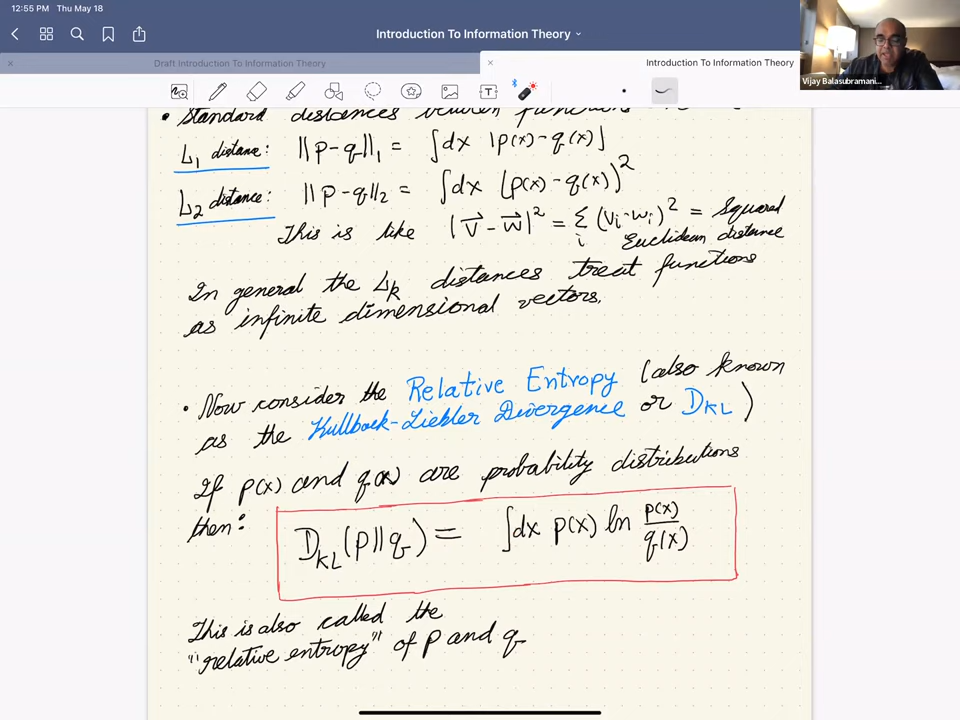 12:55 PM Thu May 18
Introduction To Information Theory
Draft Introduction To Information Theory
Introduction To Information Theory
Vijay Balasubramani...
• Standard distances between functions
L₁ distance: ||p-q||₁ = ∫dx |p(x)-q(x)|
L₂ distance: ||p-q||₂ = ∫dx (p(x)-q(x))²
This is like |v⃗-w⃗|² = Σᵢ (vᵢ-wᵢ)² = Squared
Euclidean distance
In general the Lk distances treat functions
as infinite dimensional vectors.
• Now consider the Relative Entropy (also known
as the Kullback-Liebler Divergence or DKL)
If p(x) and q(x) are probability distributions
then: DKL(p||q) = ∫dx p(x) ln p(x)/q(x)
This is also called the
"relative entropy" of p and q